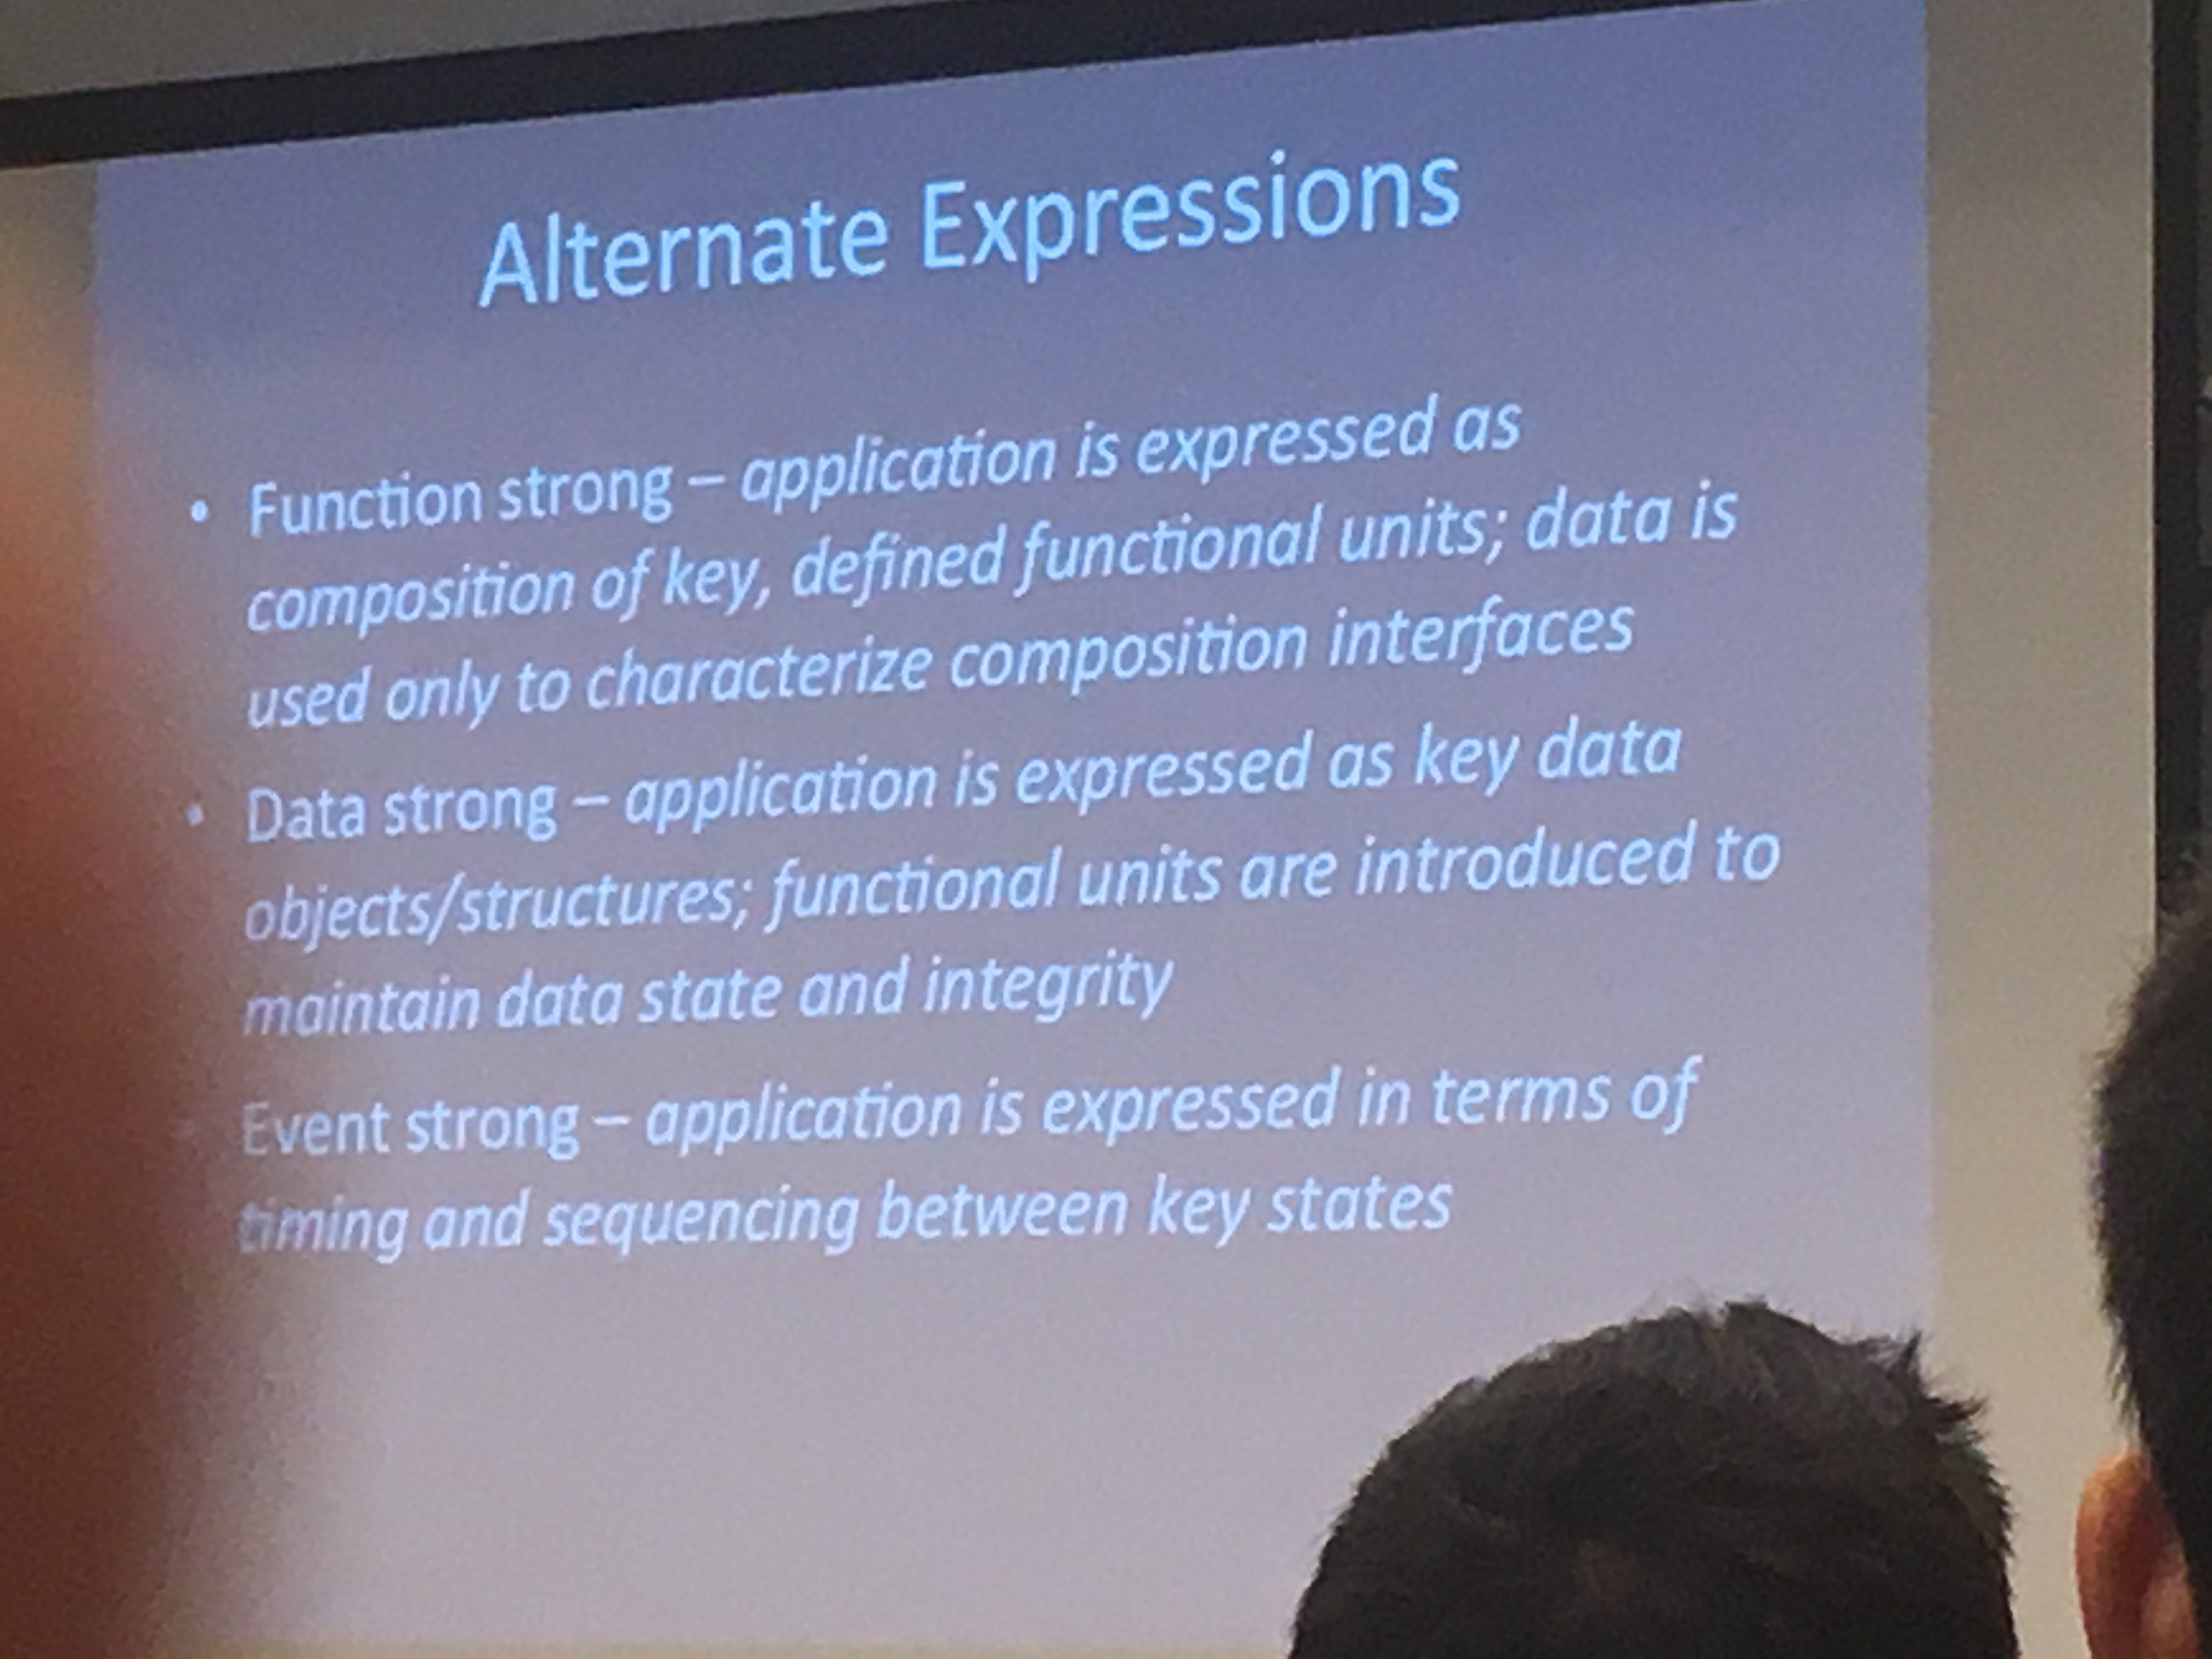 Alternate Expressions
• Function strong – application is expressed as
composition of key, defined functional units; data is
used only to characterize composition interfaces
• Data strong – application is expressed as key data
objects/structures; functional units are introduced to
maintain data state and integrity
Event strong – application is expressed in terms of
timing and sequencing between key states